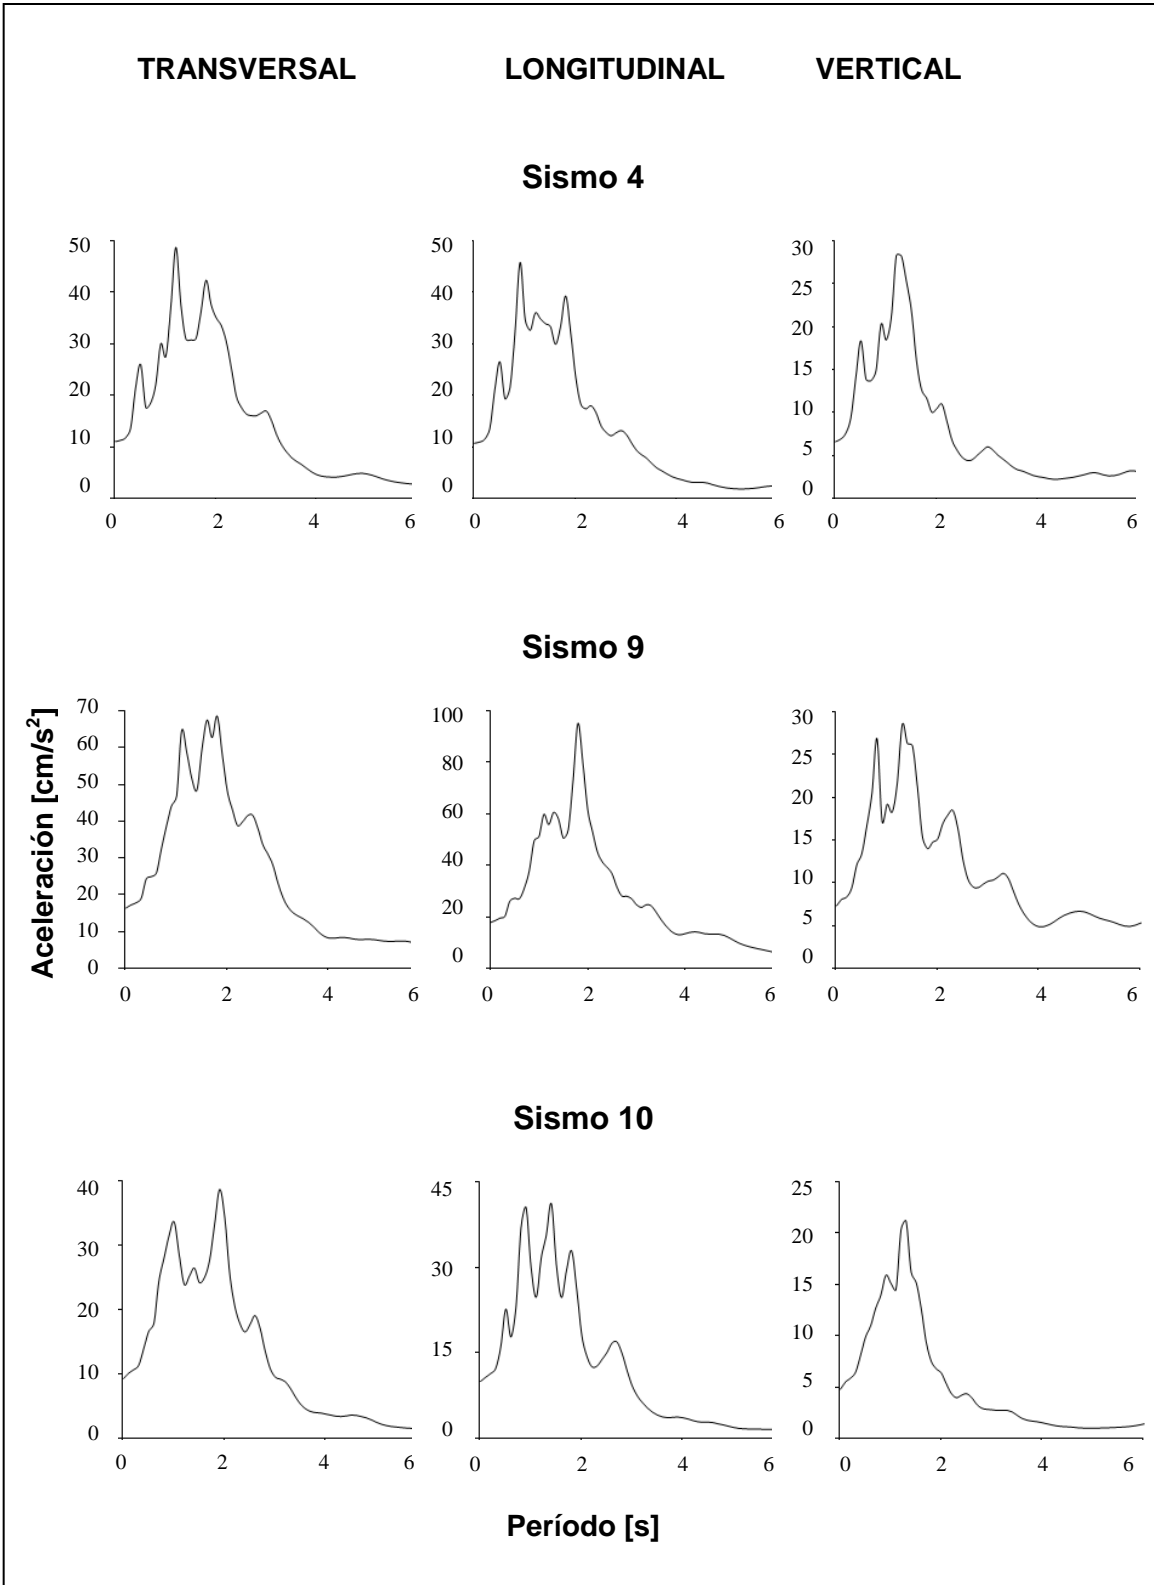 TRANSVERSAL LONGITUDINAL VERTICAL
Sismo 4
50 50 30
40 40 25
30 30 20
20 20 15
10 10 10
0 0 5
0
0 2 4 6 0 2 4 6 0 2 4 6
Sismo 9
Aceleración [cm/s²]
70 100 30
60 80 25
50 60 20
40 40 15
30 20 10
20 0 5
10 0
0
0 2 4 6 0 2 4 6 0 2 4 6
Sismo 10
40 45 25
30 30 20
20 15 15
10 0 10
0 5
0
0 2 4 6 0 2 4 6 0 2 4 6
Período [s]